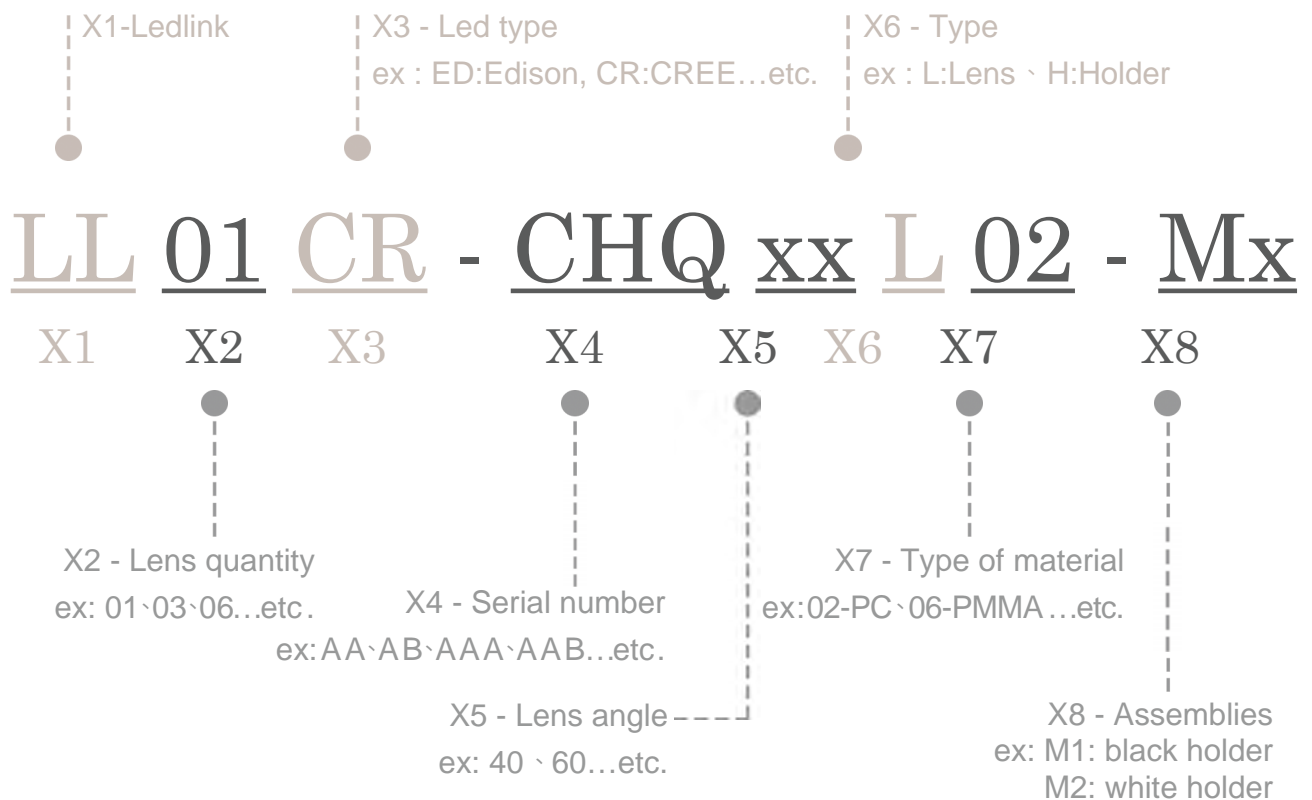 X1-Ledlink
X3 - Led type
ex : ED:Edison, CR:CREE…etc.
X6 - Type
ex : L:Lens、H:Holder
LL 01 CR - CHQ xx L 02 - Mx
X1 X2 X3 X4 X5 X6 X7 X8
X2 - Lens quantity
ex: 01、03、06…etc.
X4 - Serial number
ex:AA、AB、AAA、AAB…etc.
X7 - Type of material
ex:02-PC、06-PMMA…etc.
X5 - Lens angle
ex: 40 、60…etc.
X8 - Assemblies
ex: M1: black holder
M2: white holder